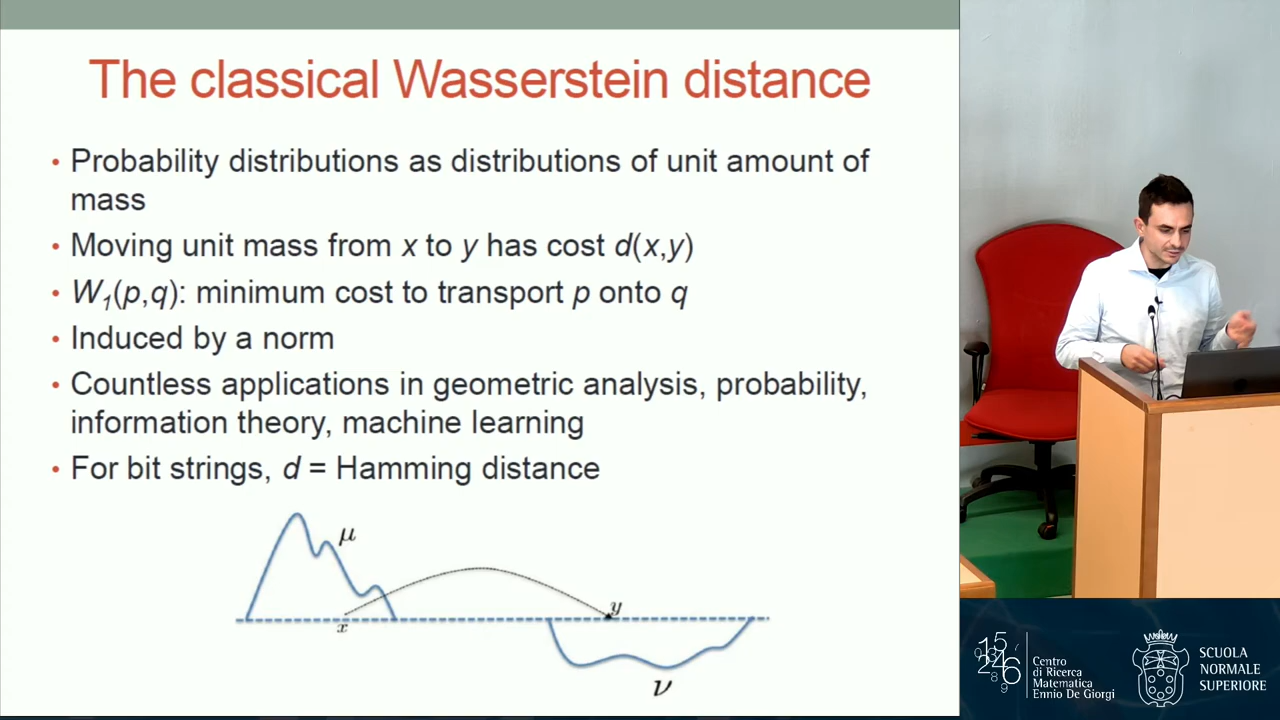 The classical Wasserstein distance
• Probability distributions as distributions of unit amount of
mass
• Moving unit mass from x to y has cost d(x,y)
• W₁(p,q): minimum cost to transport p onto q
• Induced by a norm
• Countless applications in geometric analysis, probability,
information theory, machine learning
• For bit strings, d = Hamming distance
μ
x
y
ν
Centro
di Ricerca
Matematica
Ennio De Giorgi
SCUOLA
NORMALE
SUPERIORE